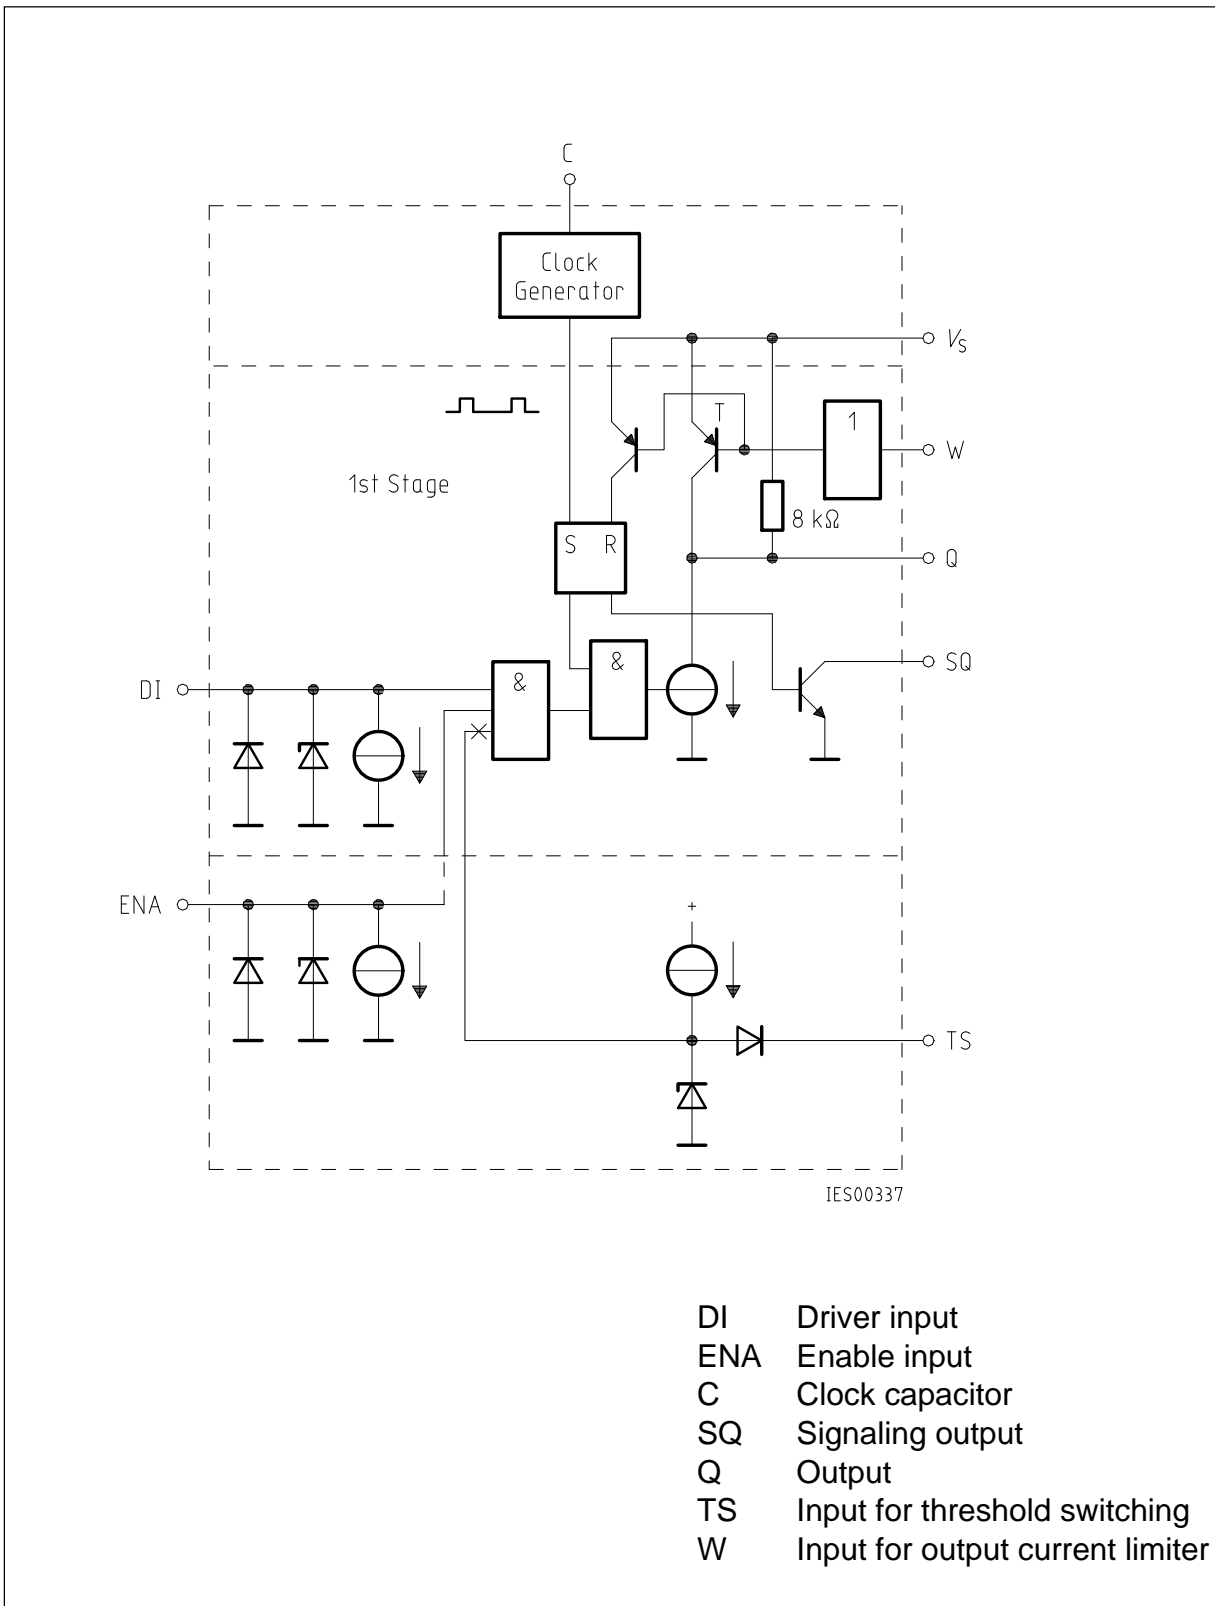 C
Clock
Generator
V_S
T
1
W
1st Stage
8 kΩ
S R
Q
&
&
SQ
DI
ENA
+
TS
IES00337
DI Driver input
ENA Enable input
C Clock capacitor
SQ Signaling output
Q Output
TS Input for threshold switching
W Input for output current limiter